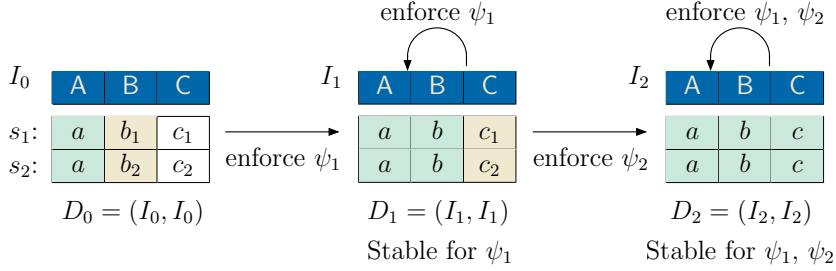 enforce ψ₁
enforce ψ₁, ψ₂
I₀ A B C
I₁ A B C
I₂ A B C
s₁: a b₁ c₁
s₂: a b₂ c₂
enforce ψ₁
a b c₁
a b c₂
enforce ψ₂
a b c
a b c
D₀ = (I₀, I₀)
D₁ = (I₁, I₁)
D₂ = (I₂, I₂)
Stable for ψ₁
Stable for ψ₁, ψ₂